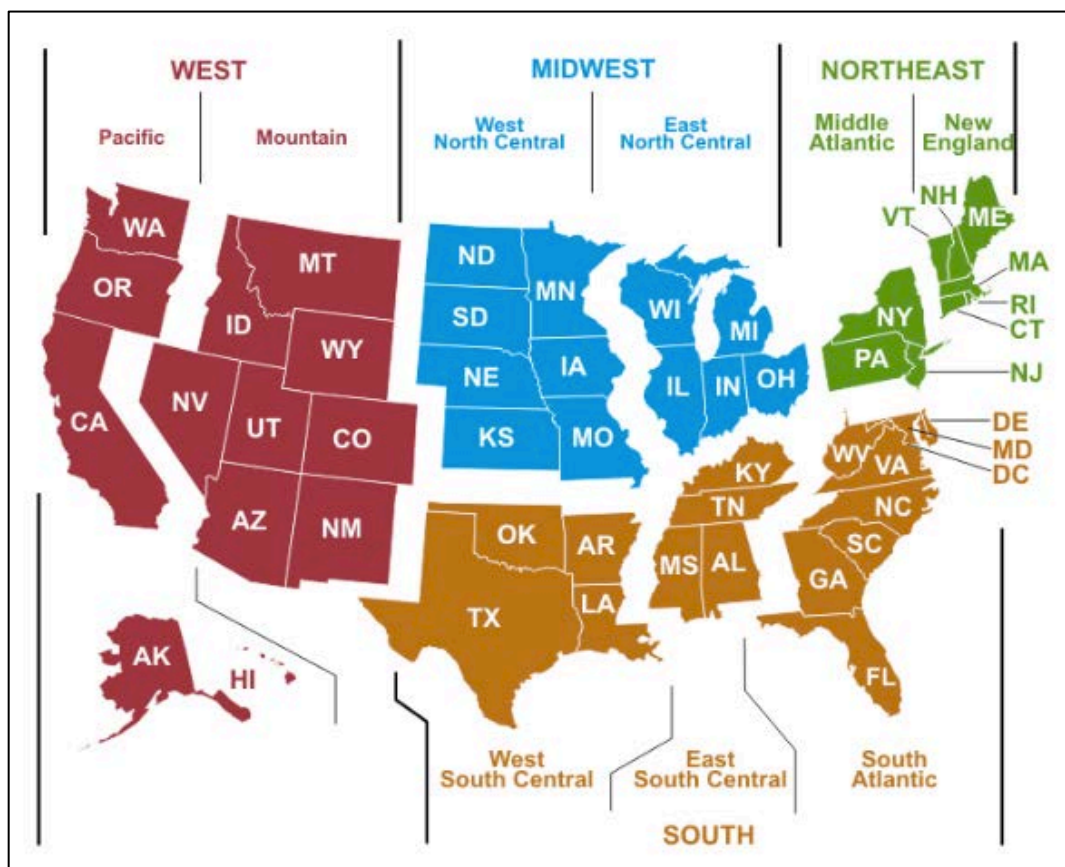 WEST
MIDWEST
NORTHEAST
Pacific
Mountain
West
North Central
East
North Central
Middle
Atlantic
New
England
WA
OR
CA
MT
ID
WY
NV
UT
CO
AZ
NM
AK
HI
ND
SD
NE
KS
MN
IA
MO
WI
MI
IL
IN
OH
NH
VT
ME
MA
RI
CT
NY
PA
NJ
DE
MD
DC
WV
VA
KY
TN
NC
SC
OK
AR
MS
AL
GA
TX
LA
FL
West
South Central
East
South Central
South
Atlantic
SOUTH